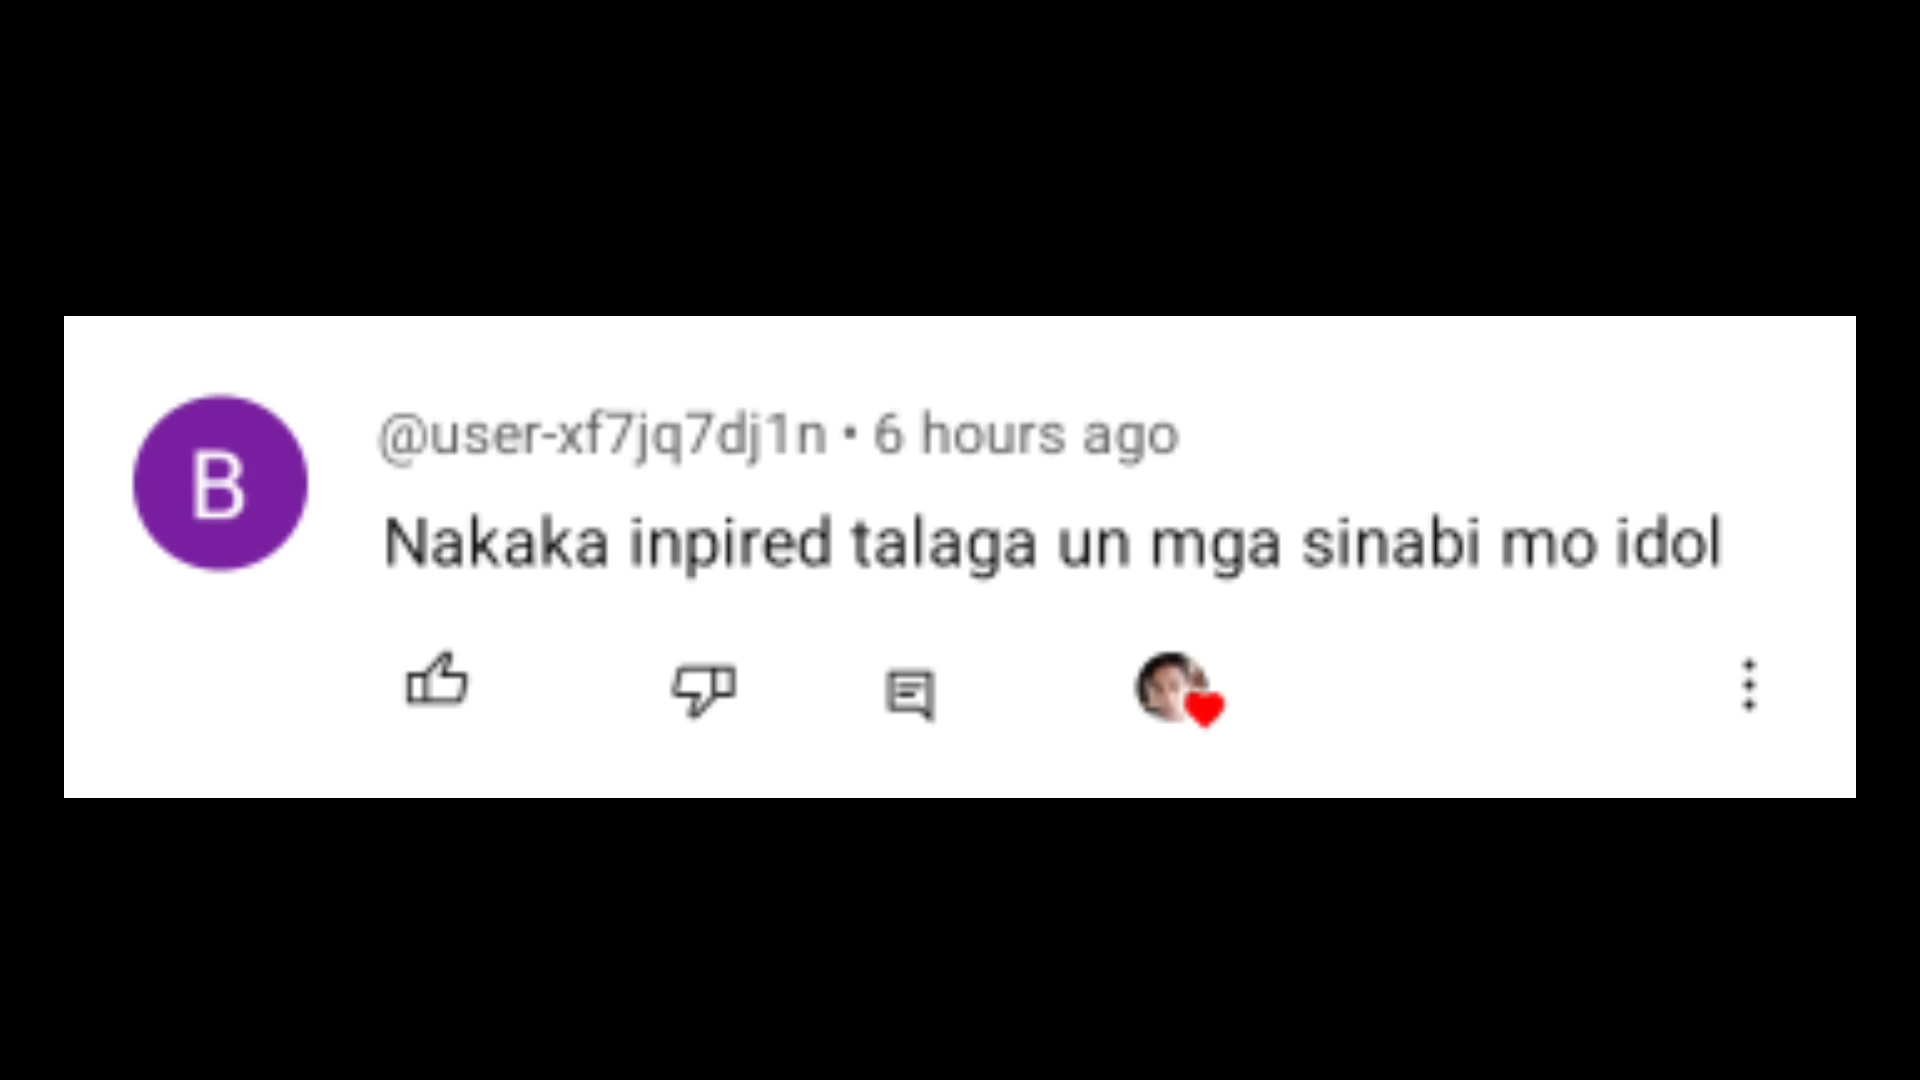 B
@user-xf7jq7dj1n • 6 hours ago
Nakaka inpired talaga un mga sinabi mo idol